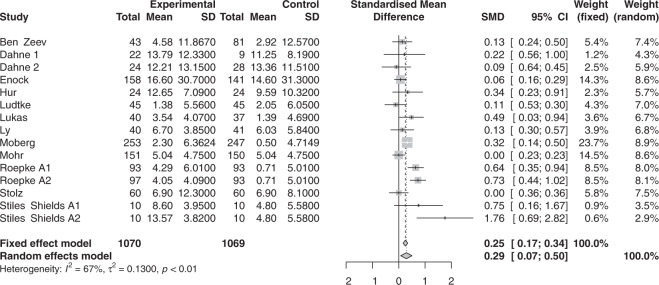 Experimental Control Standardised Mean Weight Weight
Study Total Mean SD Total Mean SD Difference SMD 95% CI (fixed) (random)
Ben Zeev 43 4.58 11.8670 81 2.92 12.5700 0.13 [ 0.24; 0.50] 5.4% 7.4%
Dahne 1 22 13.79 12.3300 9 11.25 8.1900 0.22 [ 0.56; 1.00] 1.2% 4.3%
Dahne 2 24 12.21 13.1500 28 13.36 11.5100 0.09 [ 0.64; 0.45] 2.5% 5.9%
Enock 158 16.60 30.7000 141 14.60 31.3000 0.06 [ 0.16; 0.29] 14.3% 8.6%
Hur 24 12.65 7.0900 24 9.59 10.3200 0.34 [ 0.23; 0.91] 2.3% 5.7%
Ludtke 45 1.38 5.5600 45 2.05 6.0500 0.11 [ 0.53; 0.30] 4.3% 7.0%
Lukas 40 3.54 4.0700 37 1.39 4.6900 0.49 [ 0.03; 0.94] 3.6% 6.7%
Ly 40 6.70 3.8500 41 6.03 5.8400 0.13 [ 0.30; 0.57] 3.9% 6.8%
Moberg 253 2.30 6.3624 247 0.50 4.7149 0.32 [ 0.14; 0.50] 23.7% 8.9%
Mohr 151 5.04 4.7500 150 5.04 4.7500 0.00 [ 0.23; 0.23] 14.5% 8.6%
Roepke A1 93 4.29 6.0100 93 0.71 5.0100 0.64 [ 0.35; 0.94] 8.5% 8.0%
Roepke A2 97 4.05 4.0900 93 0.71 5.0100 0.73 [ 0.44; 1.02] 8.5% 8.1%
Stolz 60 6.90 12.3000 60 6.90 8.1000 0.00 [ 0.36; 0.36] 5.8% 7.5%
Stiles Shields A1 10 8.60 3.9500 10 4.80 5.5800 0.75 [ 0.16; 1.67] 0.9% 3.5%
Stiles Shields A2 10 13.57 3.8200 10 4.80 5.5800 1.76 [ 0.69; 2.82] 0.6% 2.9%
Fixed effect model 1070 1069 0.25 [ 0.17; 0.34] 100.0%
Random effects model 0.29 [ 0.07; 0.50] 100.0%
Heterogeneity: I² = 67%, τ² = 0.1300, p < 0.01
2 1 0 1 2